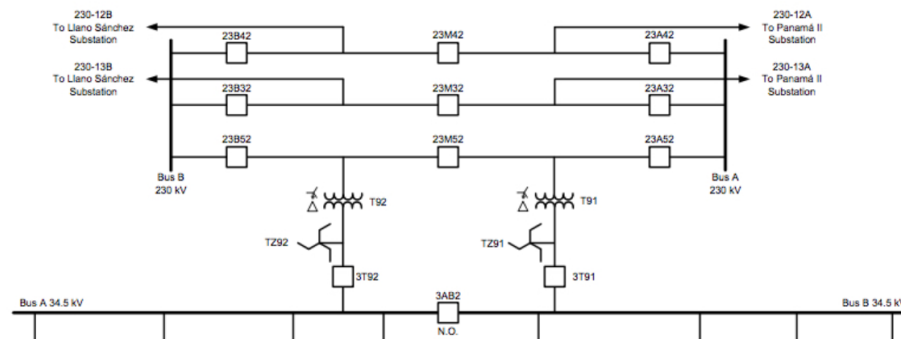 230-12B
To Llano Sánchez
Substation
230-12A
To Panamá II
Substation
23B42
23M42
23A42
230-13B
To Llano Sánchez
Substation
230-13A
To Panamá II
Substation
23B32
23M32
23A32
23B52
23M52
23A52
Bus B
230 kV
Bus A
230 kV
T92
T91
TZ92
TZ91
3T92
3T91
Bus A 34.5 kV
3AB2
N.O.
Bus B 34.5 kV